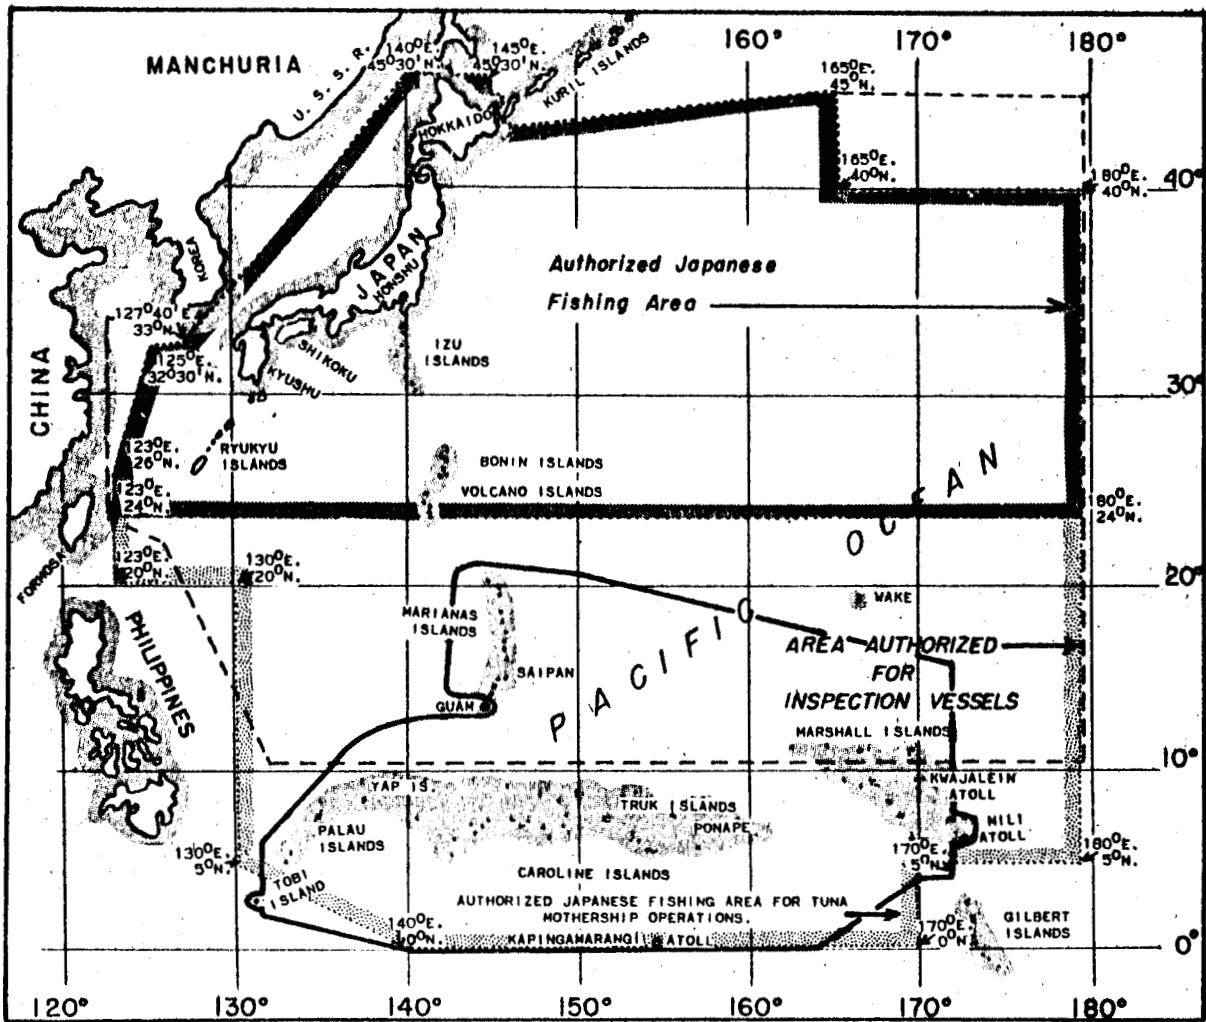 160° 170° 180°
MANCHURIA
U. S. S. R.
140°E.
45°30'N.
145°E.
45°30'N.
KURIL ISLANDS
HOKKAIDO
165°E.
45°N.
165°E.
40°N.
180°E.
40°N.
40°
KOREA
JAPAN
HONSHU
Authorized Japanese
Fishing Area
127°40'E.
33°N.
125°E.
32°30'N.
SHIKOKU
KYUSHU
IZU
ISLANDS
CHINA
30°
123°E.
26°N.
RYUKYU
ISLANDS
BONIN ISLANDS
VOLCANO ISLANDS
123°E.
24°N.
180°E.
24°N.
PACIFIC OCEAN
FORMOSA
123°E.
20°N.
130°E.
20°N.
20°
WAKE
PHILIPPINES
MARIANAS
ISLANDS
SAIPAN
GUAM
AREA AUTHORIZED
FOR
INSPECTION VESSELS
MARSHALL ISLANDS
10°
YAP IS.
KWAJALEIN
ATOLL
TRUK ISLANDS
PONAPE
MILI
ATOLL
PALAU
ISLANDS
130°E.
5°N.
170°E.
5°N.
180°E.
5°N.
TOBI
ISLAND
CAROLINE ISLANDS
AUTHORIZED JAPANESE FISHING AREA FOR TUNA
MOTHERSHIP OPERATIONS.
140°E.
0°N.
KAPINGAMARANGI ATOLL
170°E.
0°N.
GILBERT
ISLANDS
0°
120° 130° 140° 150° 160° 170° 180°